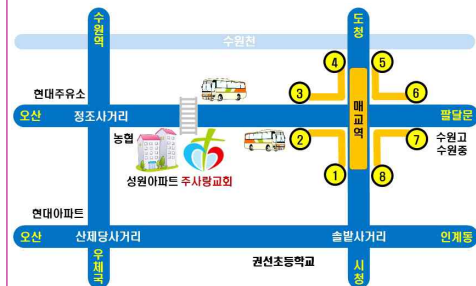 수원역
도청
수원천
4
5
3
6
현대주유소
오산
정조사거리
매교역
팔달문
농협
2
7
수원고
수원중
성원아파트
주사랑교회
1
8
현대아파트
오산
산제당사거리
솔밭사거리
인계동
우체국
권선초등학교
시청